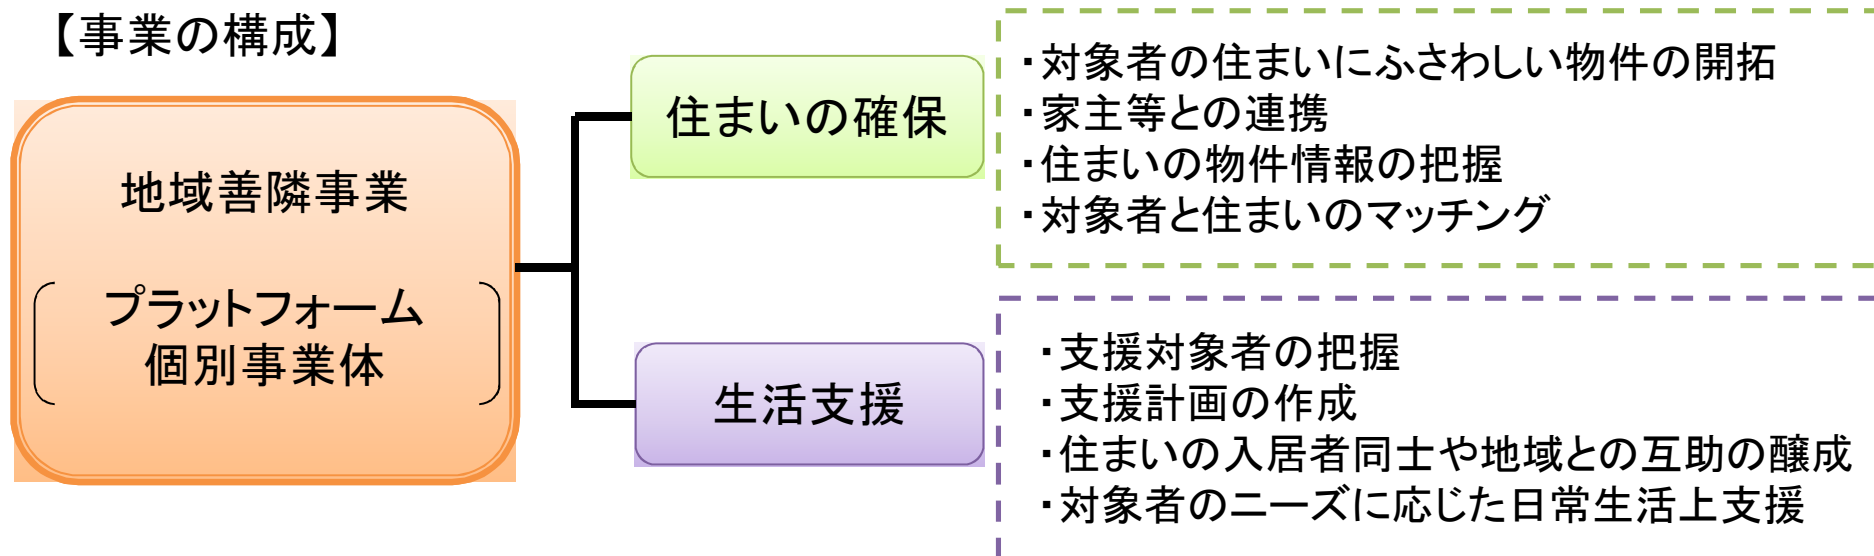 【事業の構成】
地域善隣事業
プラットフォーム
個別事業体
住まいの確保
・対象者の住まいにふさわしい物件の開拓
・家主等との連携
・住まいの物件情報の把握
・対象者と住まいのマッチング
生活支援
・支援対象者の把握
・支援計画の作成
・住まいの入居者同士や地域との互助の醸成
・対象者のニーズに応じた日常生活上支援